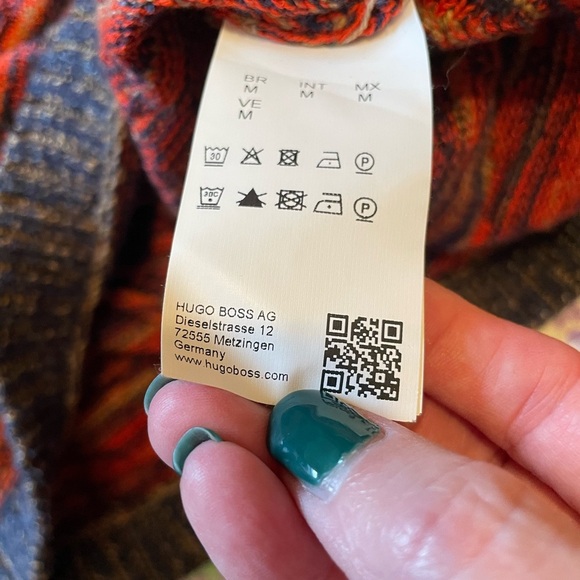 BR INT MX
M M M
VE
M
30 P
30C P
HUGO BOSS AG
Dieselstrasse 12
72555 Metzingen
Germany
www.hugoboss.com